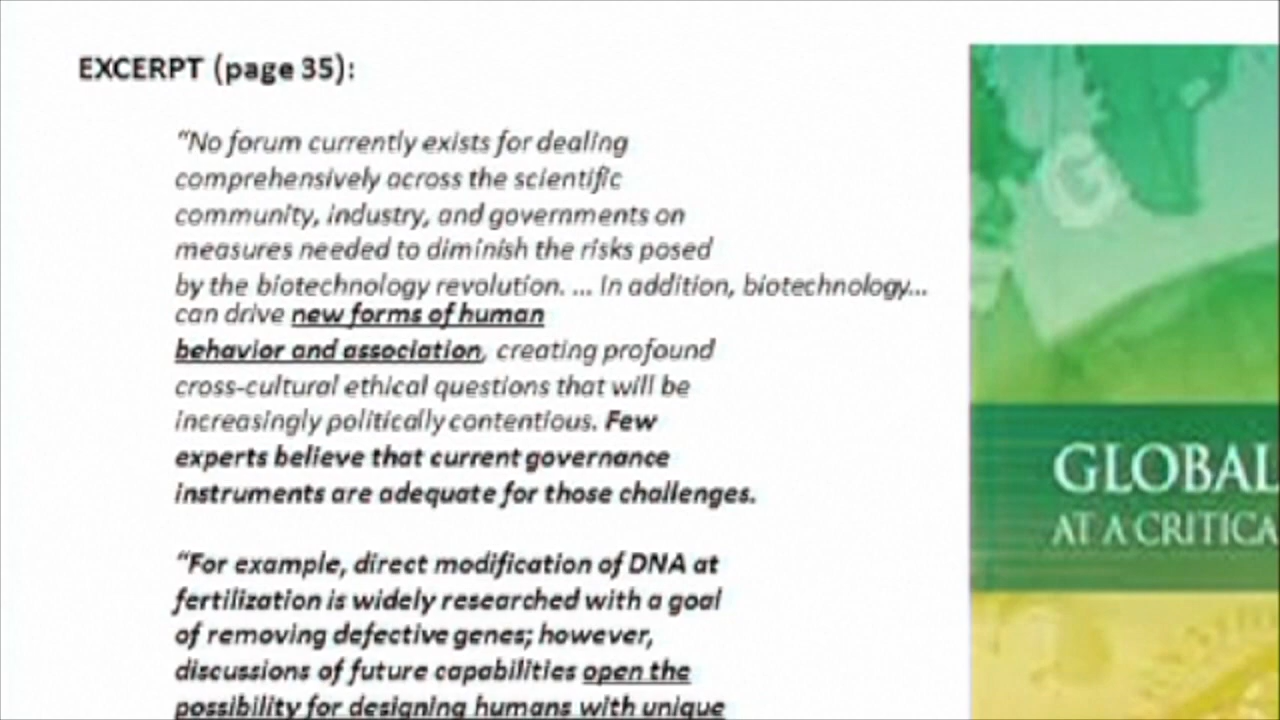 EXCERPT (page 35):
“No forum currently exists for dealing
comprehensively across the scientific
community, industry, and governments on
measures needed to diminish the risks posed
by the biotechnology revolution. ... In addition, biotechnology...
can drive new forms of human
behavior and association, creating profound
cross-cultural ethical questions that will be
increasingly politically contentious. Few
experts believe that current governance
instruments are adequate for those challenges.
“For example, direct modification of DNA at
fertilization is widely researched with a goal
of removing defective genes; however,
discussions of future capabilities open the
possibility for designing humans with unique
G
GLOBAL
AT A CRITICA